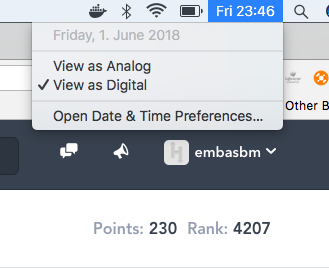 Fri 23:46
Friday, 1. June 2018
View as Analog
✓ View as Digital
Open Date & Time Preferences...
Other B
embasbm
Points: 230 Rank: 4207